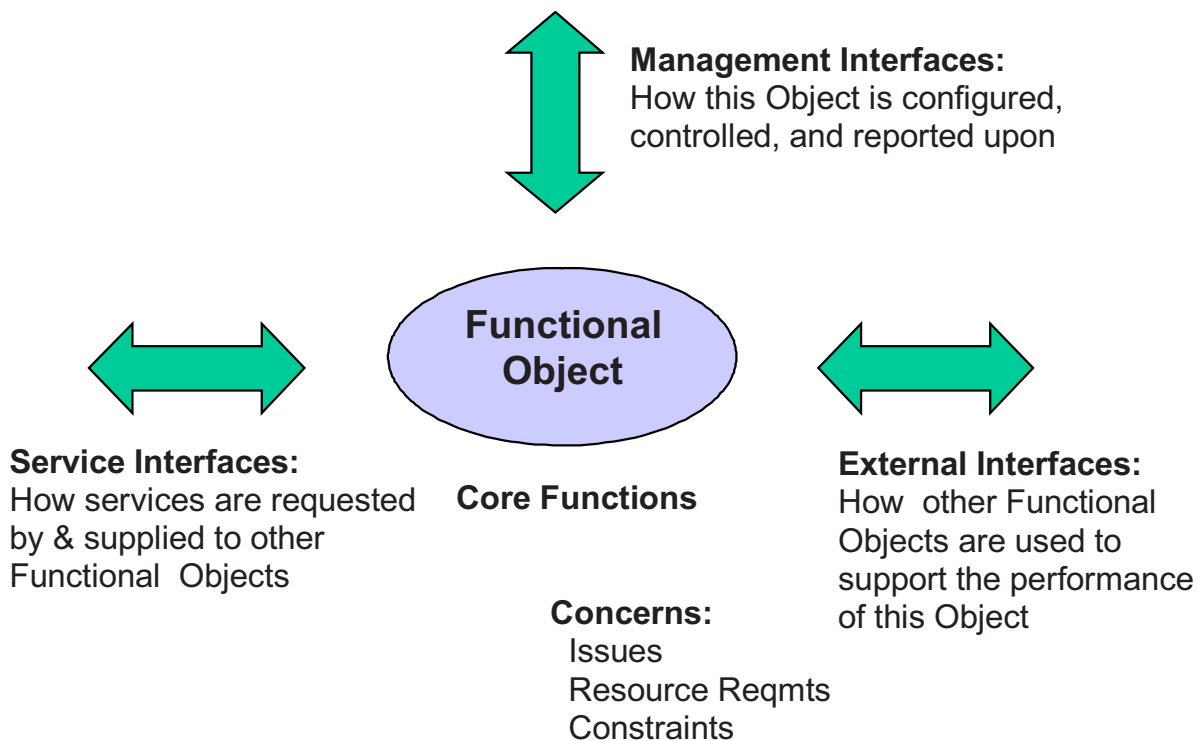 Management Interfaces:
How this Object is configured,
controlled, and reported upon
Functional
Object
Service Interfaces:
How services are requested
by & supplied to other
Functional Objects
Core Functions
External Interfaces:
How other Functional
Objects are used to
support the performance
of this Object
Concerns:
Issues
Resource Reqmts
Constraints